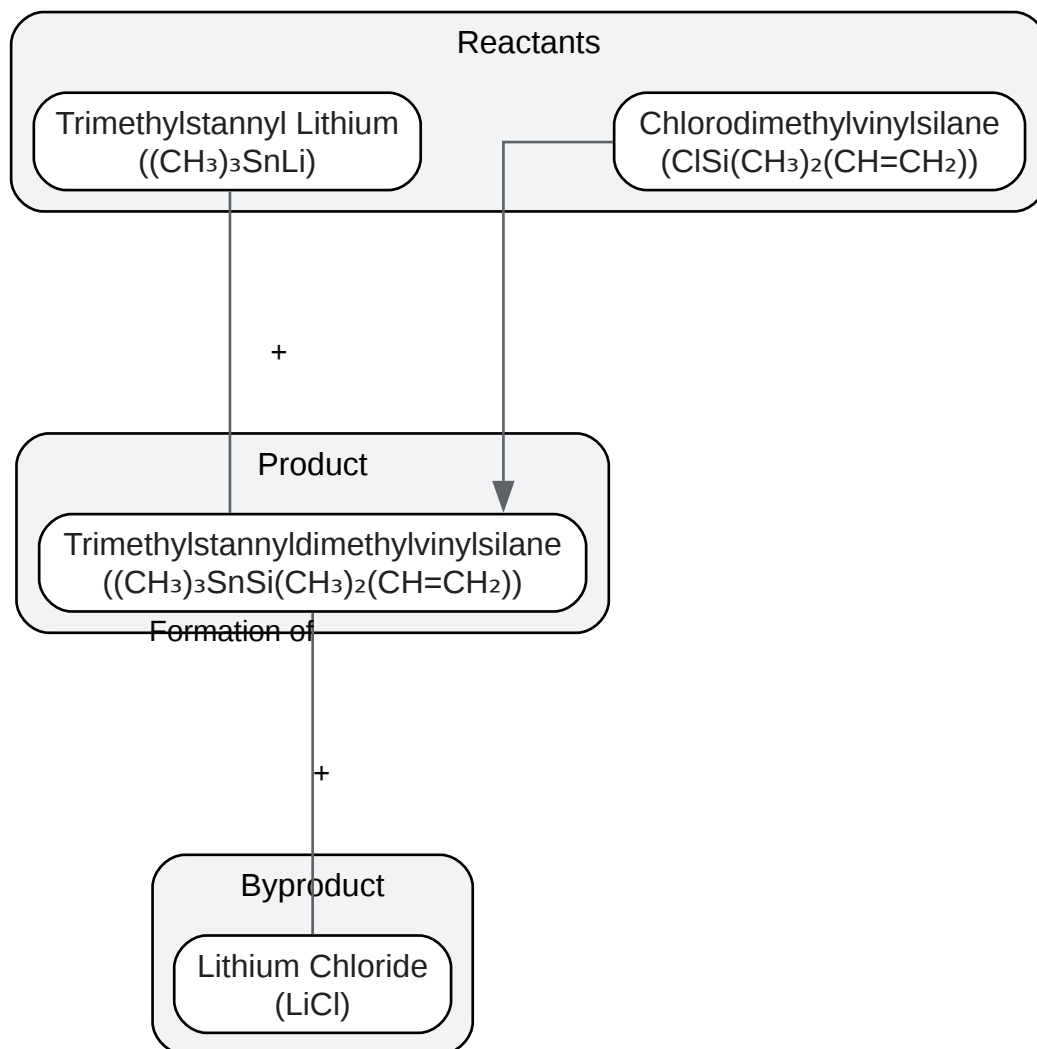 Reactants
Trimethylstannyl Lithium
((CH₃)₃SnLi)
Chlorodimethylvinylsilane
(ClSi(CH₃)₂(CH=CH₂))
+
Product
Trimethylstannyldimethylvinylsilane
((CH₃)₃SnSi(CH₃)₂(CH=CH₂))
Formation of
+
Byproduct
Lithium Chloride
(LiCl)